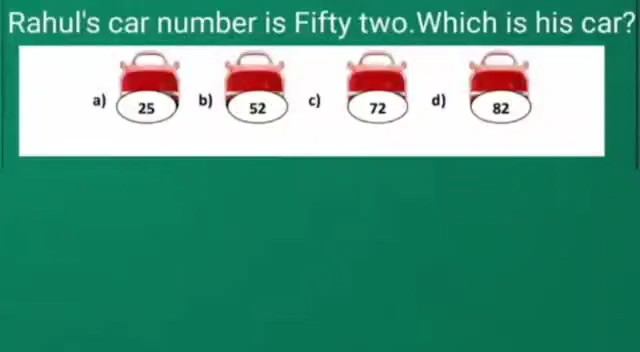 Rahul's car number is Fifty two.Which is his car?
a) 25 b) 52 c) 72 d) 82